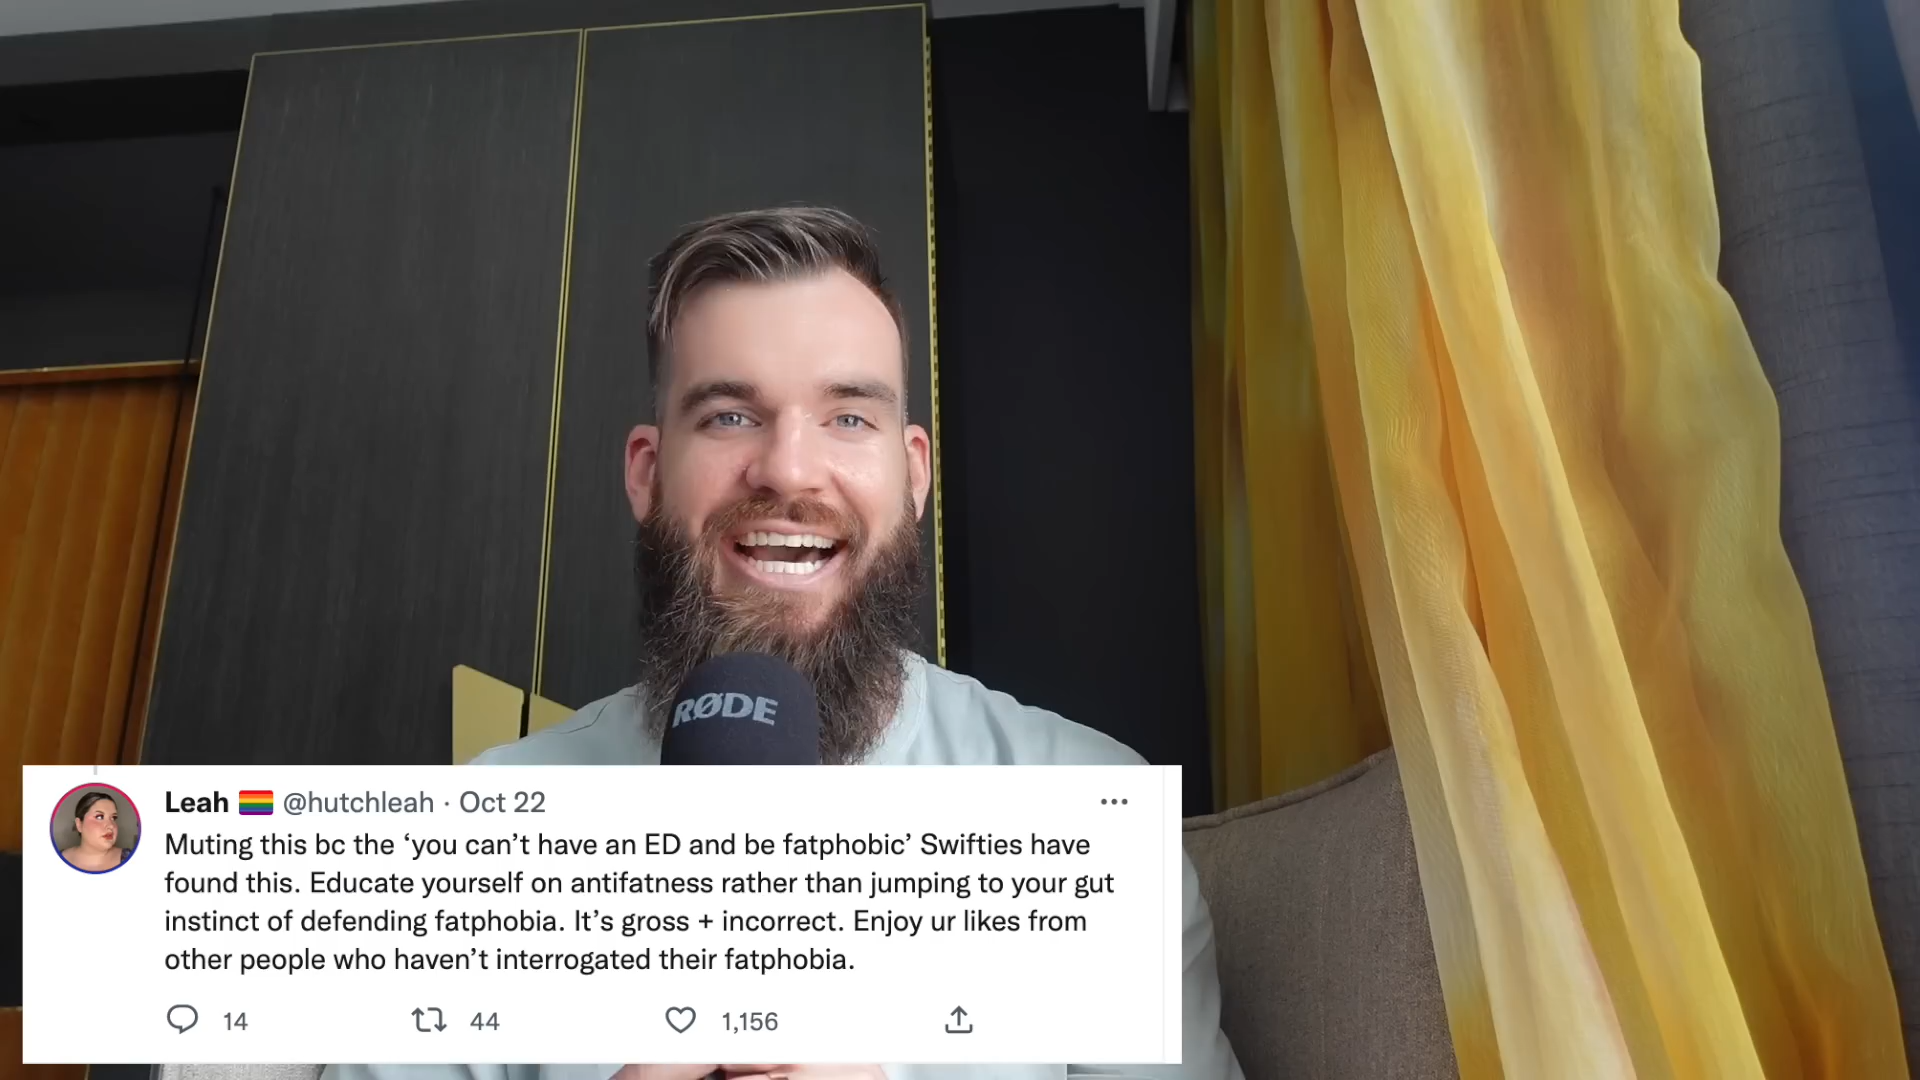 RØDE
Leah 🏳️‍🌈 @hutchleah · Oct 22
Muting this bc the ‘you can’t have an ED and be fatphobic’ Swifties have
found this. Educate yourself on antifatness rather than jumping to your gut
instinct of defending fatphobia. It’s gross + incorrect. Enjoy ur likes from
other people who haven’t interrogated their fatphobia.
14 44 1,156